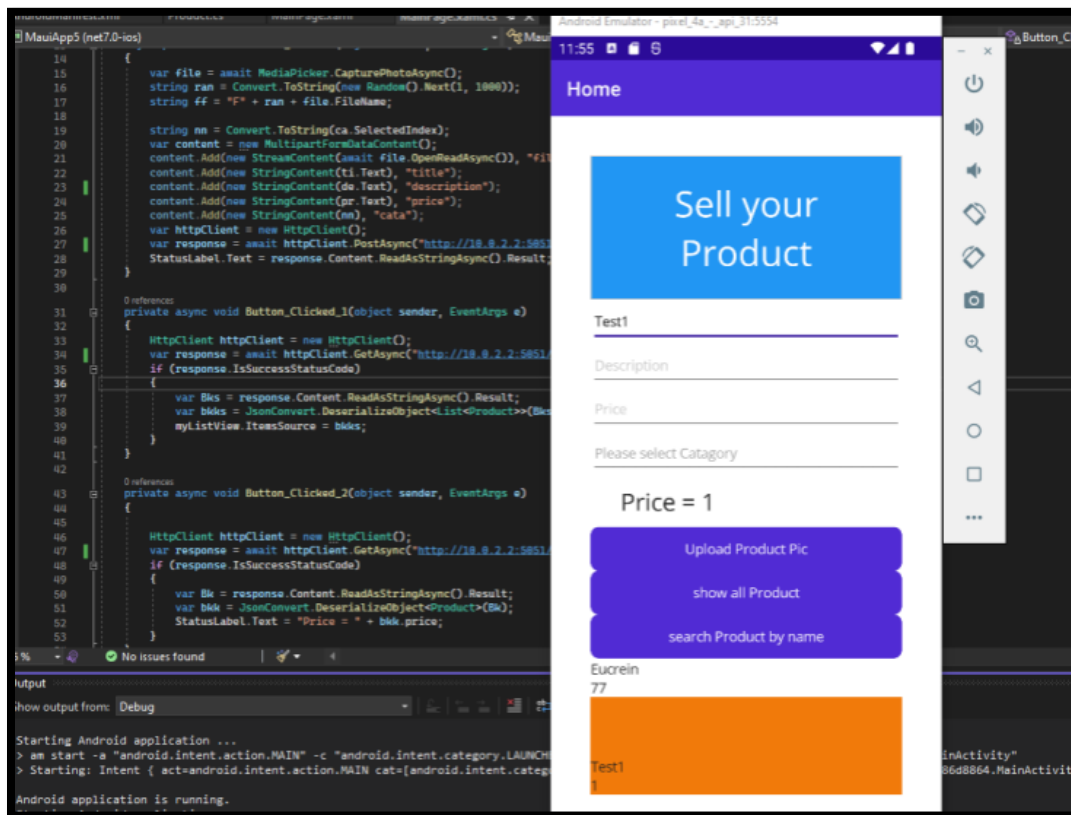 Product.cs
Android Emulator - pixel_4a_-_api_31:5554
MauiApp5 (net7.0-ios)
Button_C
14 {
15 var file = await MediaPicker.CapturePhotoAsync();
16 string ran = Convert.ToString(new Random().Next(1, 1000));
17 string ff = "F" + ran + file.FileName;
18
19 string nn = Convert.ToString(ca.SelectedIndex);
20 var content = new MultipartFormDataContent();
21 content.Add(new StreamContent(await file.OpenReadAsync()), "fil
22 content.Add(new StringContent(ti.Text), "title");
23 content.Add(new StringContent(de.Text), "description");
24 content.Add(new StringContent(pr.Text), "price");
25 content.Add(new StringContent(nn), "cata");
26 var httpClient = new HttpClient();
27 var response = await httpClient.PostAsync("http://10.0.2.2:5051
28 StatusLabel.Text = response.Content.ReadAsStringAsync().Result;
29 }
30
0 references
31 private async void Button_Clicked_1(object sender, EventArgs e)
32 {
33 HttpClient httpClient = new HttpClient();
34 var response = await httpClient.GetAsync("http://10.0.2.2:5051/
35 if (response.IsSuccessStatusCode)
36 {
37 var Bks = response.Content.ReadAsStringAsync().Result;
38 var bkks = JsonConvert.DeserializeObject<List<Product>>(Bks
39 myListView.ItemsSource = bkks;
40 }
41 }
42
0 references
43 private async void Button_Clicked_2(object sender, EventArgs e)
44 {
45
46 HttpClient httpClient = new HttpClient();
47 var response = await httpClient.GetAsync("http://10.0.2.2:5051/
48 if (response.IsSuccessStatusCode)
49 {
50 var Bk = response.Content.ReadAsStringAsync().Result;
51 var bkk = JsonConvert.DeserializeObject<Product>(Bk);
52 StatusLabel.Text = "Price = " + bkk.price;
53 }
% No issues found
Output
Show output from: Debug
Starting Android application ...
> am start -a "android.intent.action.MAIN" -c "android.intent.category.LAUNCH
inActivity"
> Starting: Intent { act=android.intent.action.MAIN cat=[android.intent.categ
86d8864.MainActivit
Android application is running.
11:55
Home
Sell your
Product
Test1
Description
Price
Please select Catagory
Price = 1
Upload Product Pic
show all Product
search Product by name
Eucrein
77
Test1
1